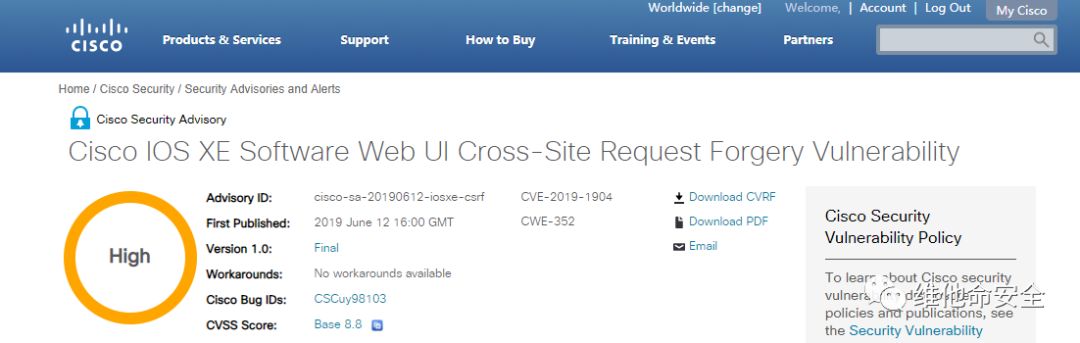 Worldwide [change] Welcome, | Account | Log Out My Cisco
CISCO
Products & Services Support How to Buy Training & Events Partners
Home / Cisco Security / Security Advisories and Alerts
Cisco Security Advisory
Cisco IOS XE Software Web UI Cross-Site Request Forgery Vulnerability
High
Advisory ID: cisco-sa-20190612-iosxe-csrf CVE-2019-1904 Download CVRF
First Published: 2019 June 12 16:00 GMT CWE-352 Download PDF
Version 1.0: Final Email
Workarounds: No workarounds available
Cisco Bug IDs: CSCuy98103
CVSS Score: Base 8.8
Cisco Security
Vulnerability Policy
To learn about Cisco security
policies and publications, see
the Security Vulnerability
维他命安全